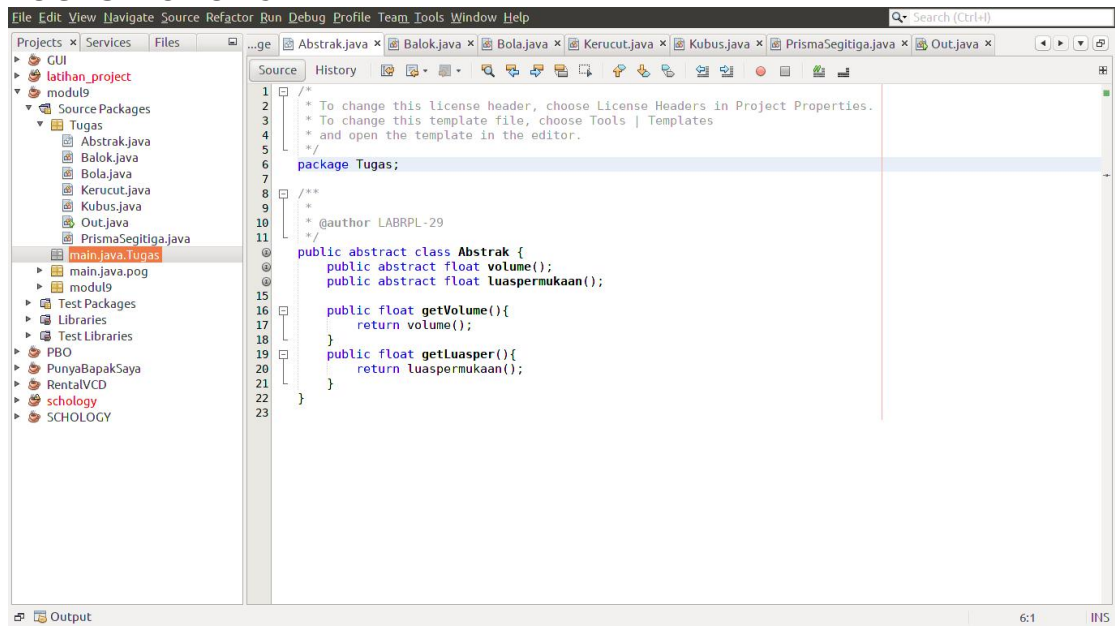 File Edit View Navigate Source Refactor Run Debug Profile Team Tools Window Help
Search (Ctrl+I)
Projects × Services Files
GUI
latihan_project
modul9
Source Packages
Tugas
Abstrak.java
Balok.java
Bola.java
Kerucut.java
Kubus.java
Out.java
PrismaSegitiga.java
main.java.Tugas
main.java.pog
modul9
Test Packages
Libraries
Test Libraries
PBO
PunyaBapakSaya
RentalVCD
schology
SCHOLOGY
...ge Abstrak.java × Balok.java × Bola.java × Kerucut.java × Kubus.java × PrismaSegitiga.java × Out.java ×
Source History
1 /*
2 * To change this license header, choose License Headers in Project Properties.
3 * To change this template file, choose Tools | Templates
4 * and open the template in the editor.
5 */
6 package Tugas;
7
8 /**
9 *
10 * @author LABRPL-29
11 */
public abstract class Abstrak {
public abstract float volume();
public abstract float luaspermukaan();
15
16 public float getVolume(){
17 return volume();
18 }
19 public float getLuasper(){
20 return luaspermukaan();
21 }
22 }
23
Output
6:1 INS